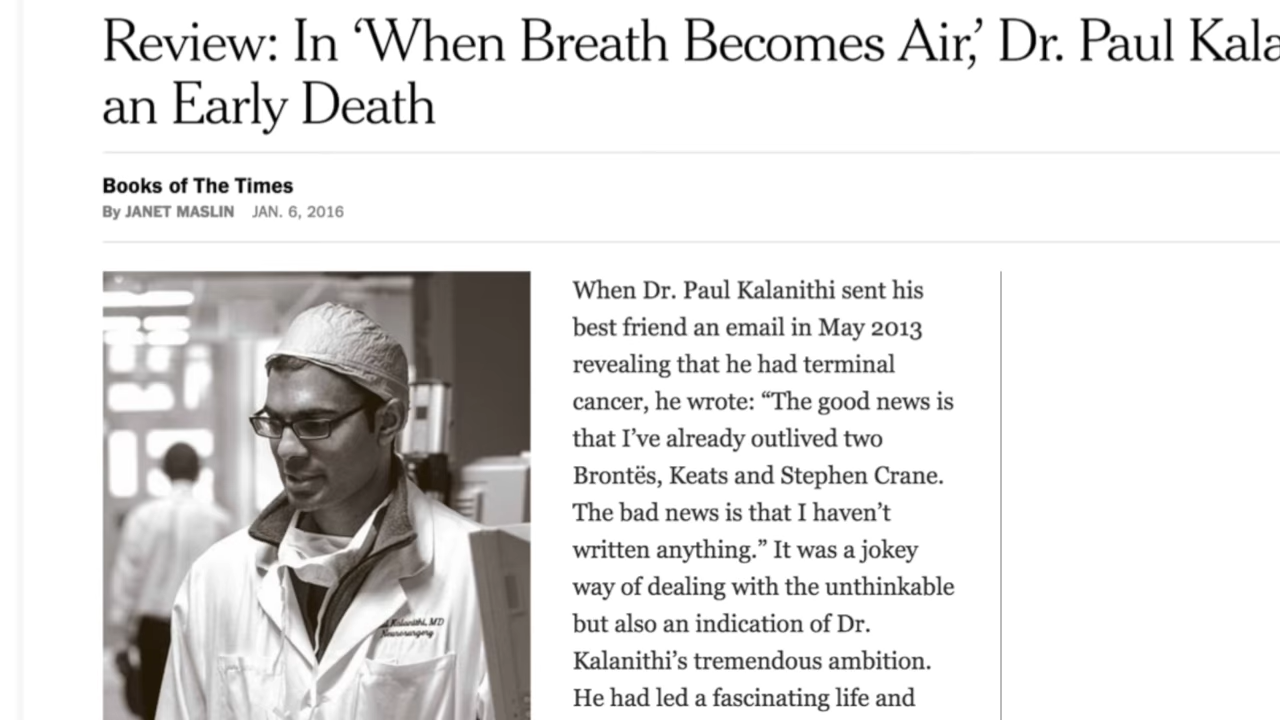 Review: In ‘When Breath Becomes Air,’ Dr. Paul Kala
an Early Death
Books of The Times
By JANET MASLIN JAN. 6, 2016
When Dr. Paul Kalanithi sent his
best friend an email in May 2013
revealing that he had terminal
cancer, he wrote: “The good news is
that I’ve already outlived two
Brontës, Keats and Stephen Crane.
The bad news is that I haven’t
written anything.” It was a jokey
way of dealing with the unthinkable
but also an indication of Dr.
Kalanithi’s tremendous ambition.
He had led a fascinating life and
Kalanithi, MD
Neurosurgery